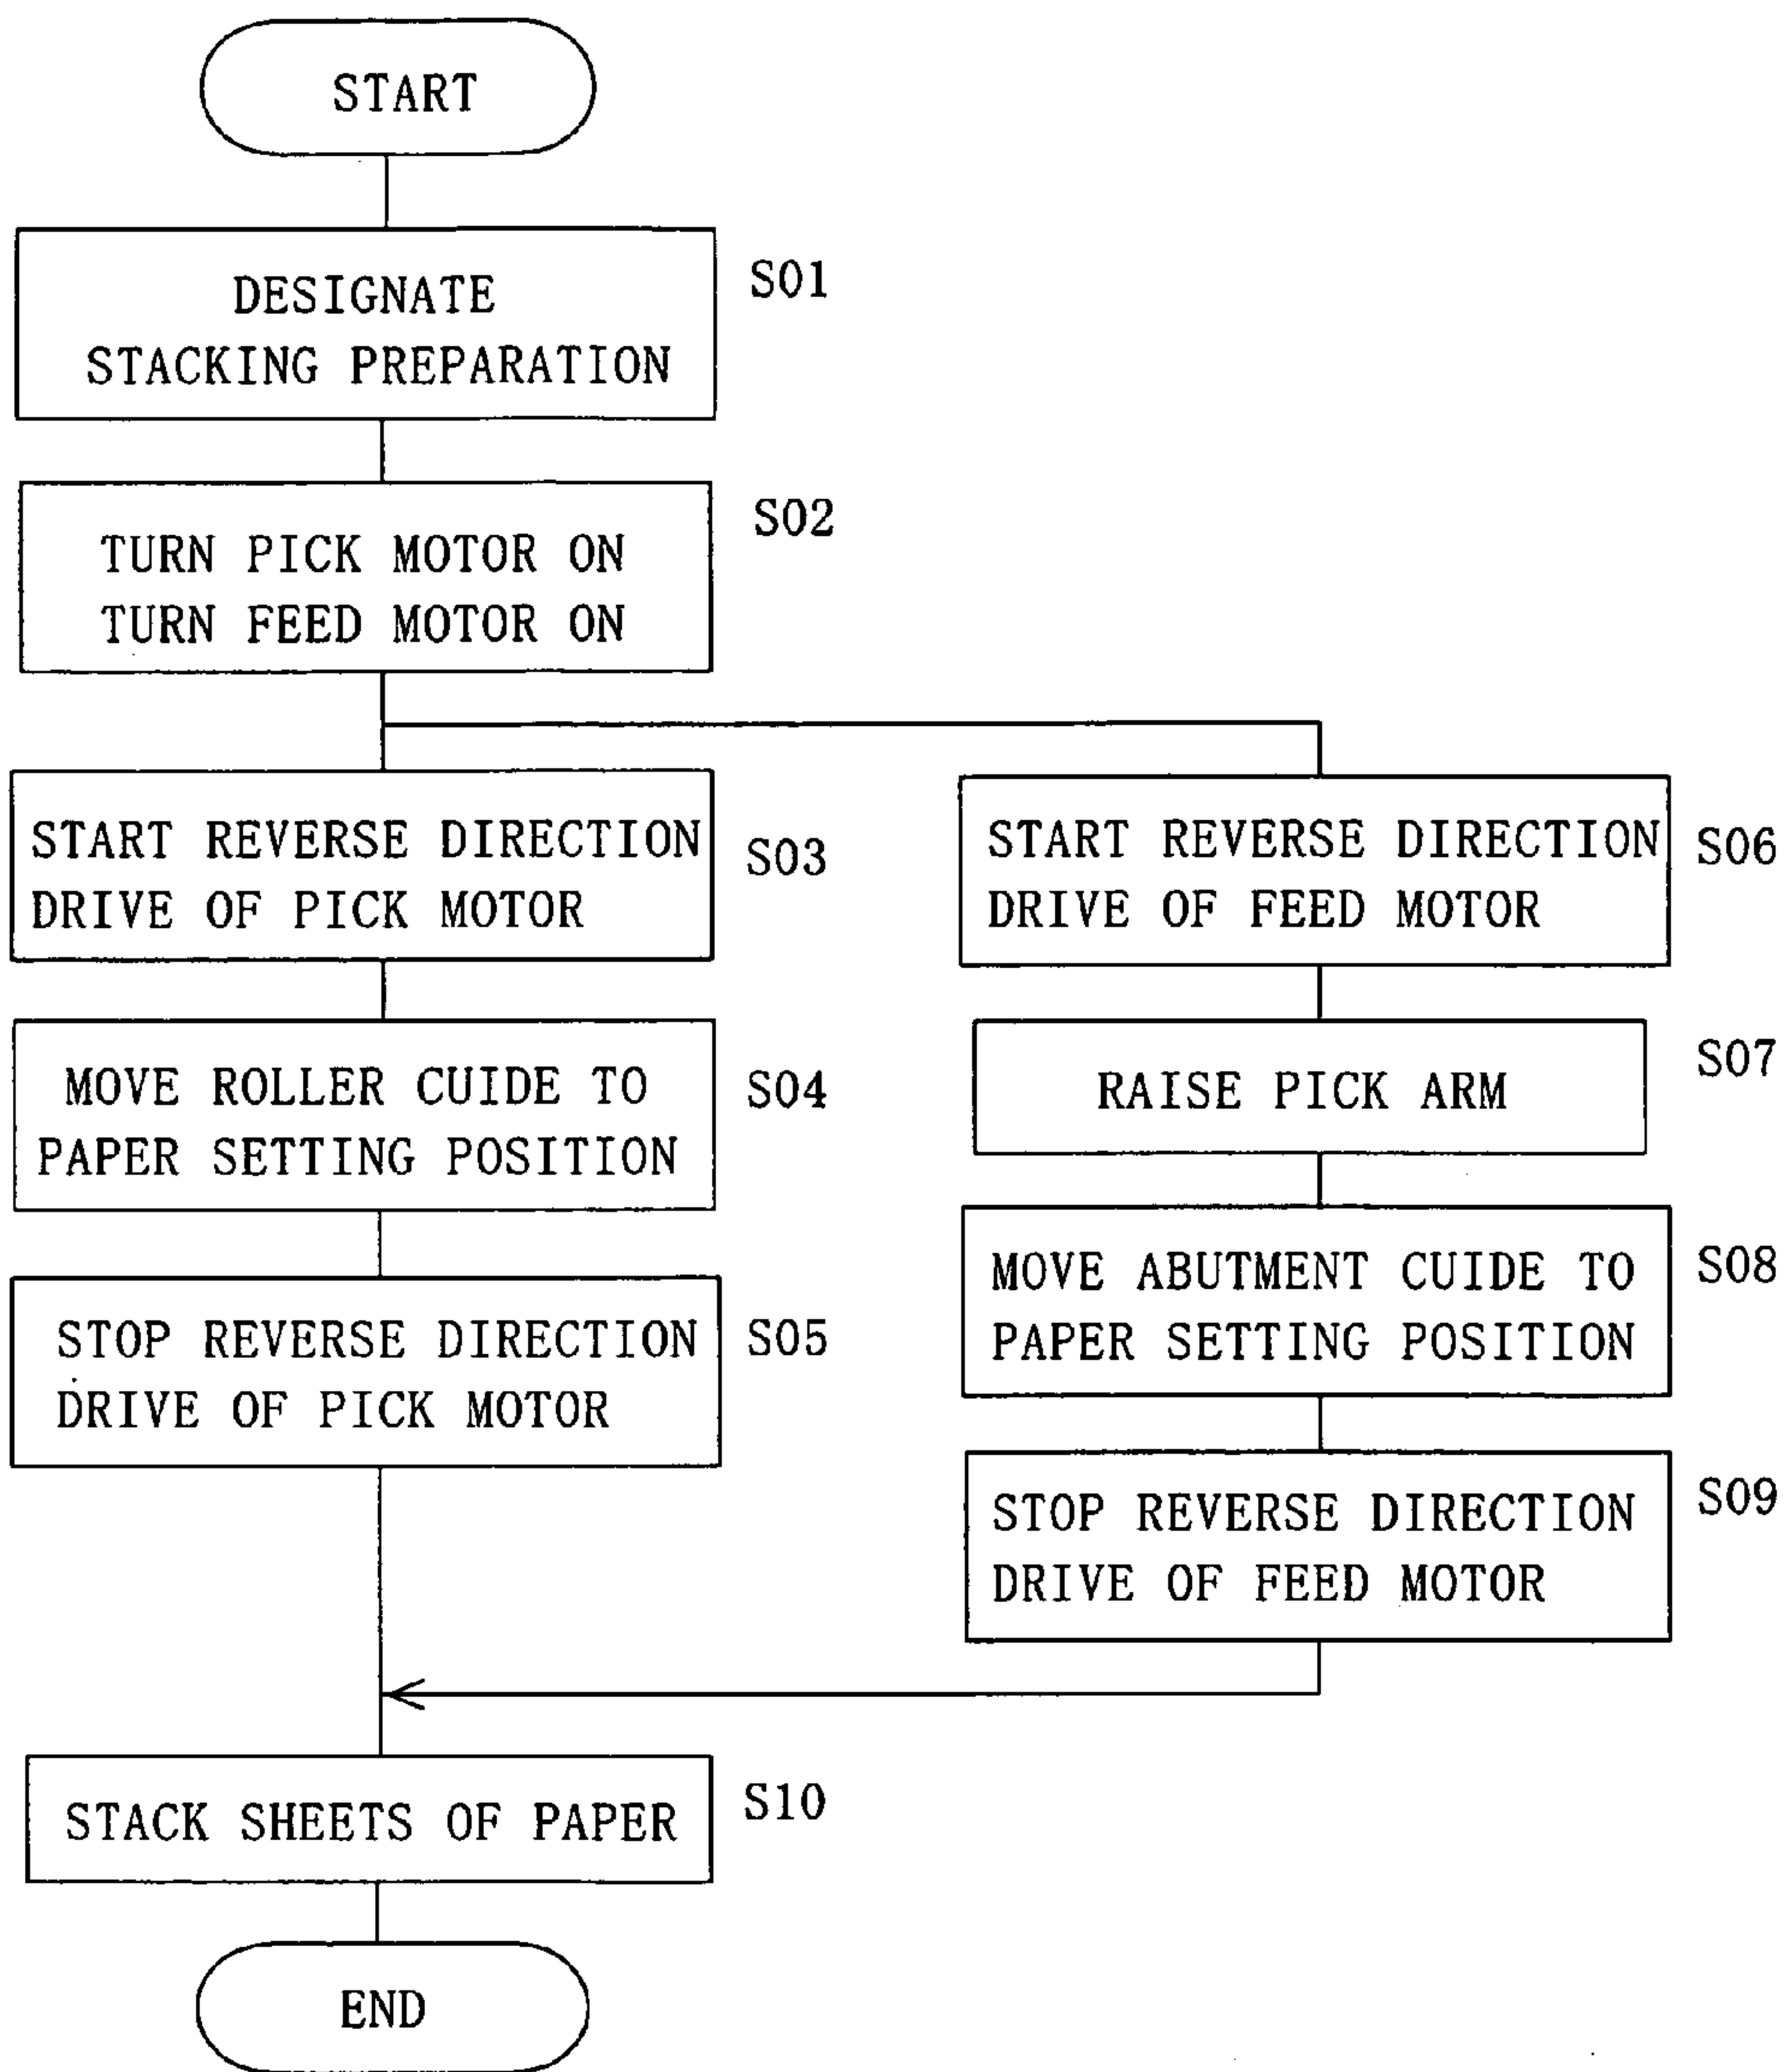 START
DESIGNATE
STACKING PREPARATION
S01
TURN PICK MOTOR ON
TURN FEED MOTOR ON
S02
START REVERSE DIRECTION
DRIVE OF PICK MOTOR
S03
MOVE ROLLER CUIDE TO
PAPER SETTING POSITION
S04
STOP REVERSE DIRECTION
DRIVE OF PICK MOTOR
S05
START REVERSE DIRECTION
DRIVE OF FEED MOTOR
S06
RAISE PICK ARM
S07
MOVE ABUTMENT CUIDE TO
PAPER SETTING POSITION
S08
STOP REVERSE DIRECTION
DRIVE OF FEED MOTOR
S09
STACK SHEETS OF PAPER
S10
END